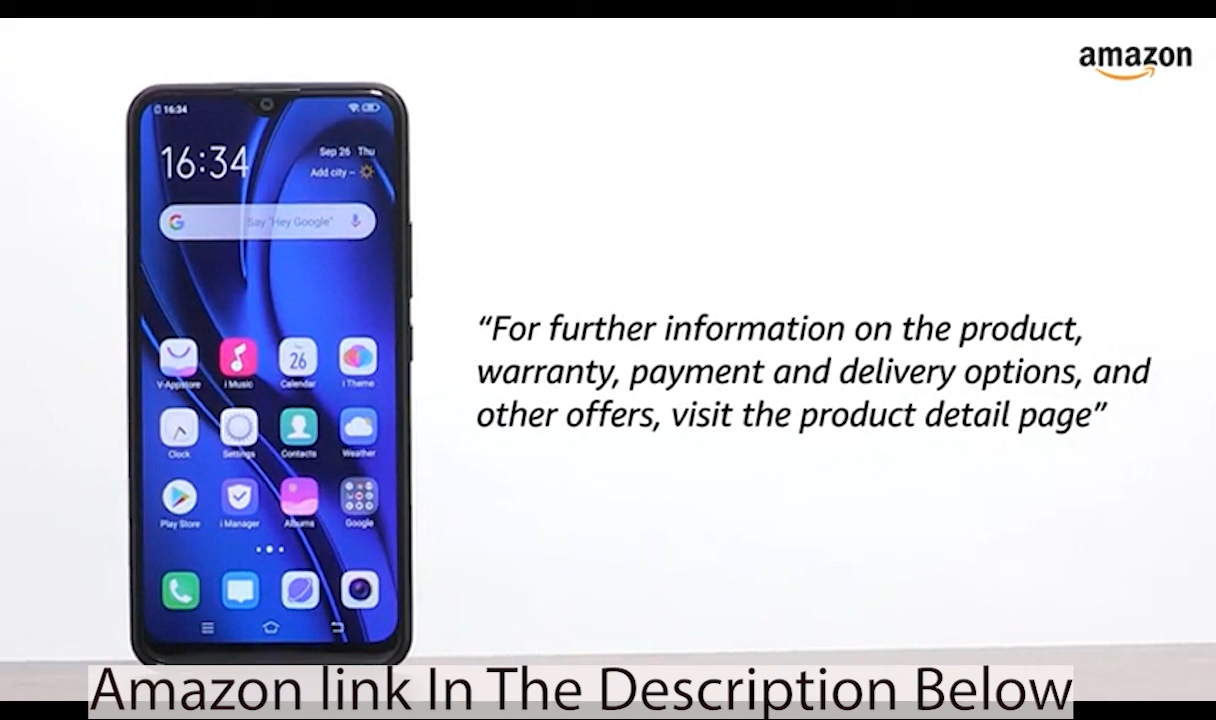 amazon
16:34
16:34
Sep 26 Thu
Add city –
G Say "Hey Google"
26
V-Appstore i Music Calendar i Theme
Clock Settings Contacts Weather
Play Store i Manager Albums Google
“For further information on the product,
warranty, payment and delivery options, and
other offers, visit the product detail page”
Amazon link In The Description Below